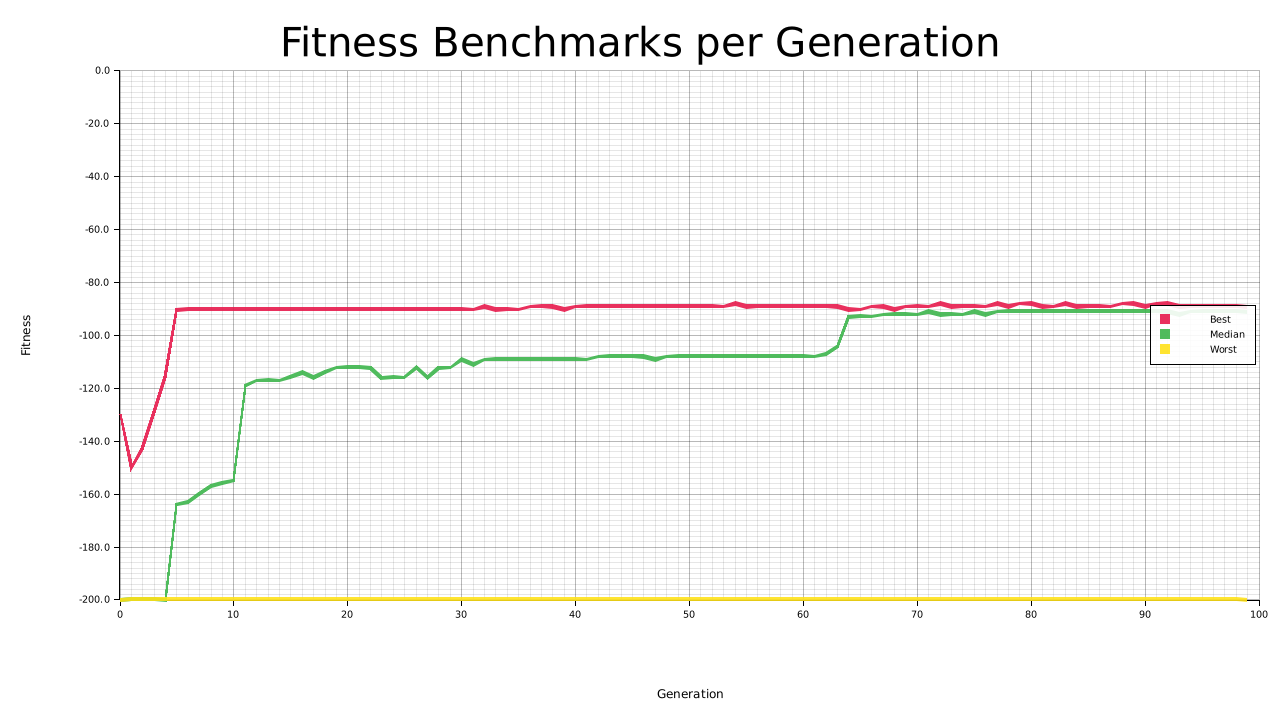 Fitness Benchmarks per Generation
0.0
-20.0
-40.0
-60.0
-80.0
-100.0
-120.0
-140.0
-160.0
-180.0
-200.0
Fitness
Best
Median
Worst
0 10 20 30 40 50 60 70 80 90 100
Generation